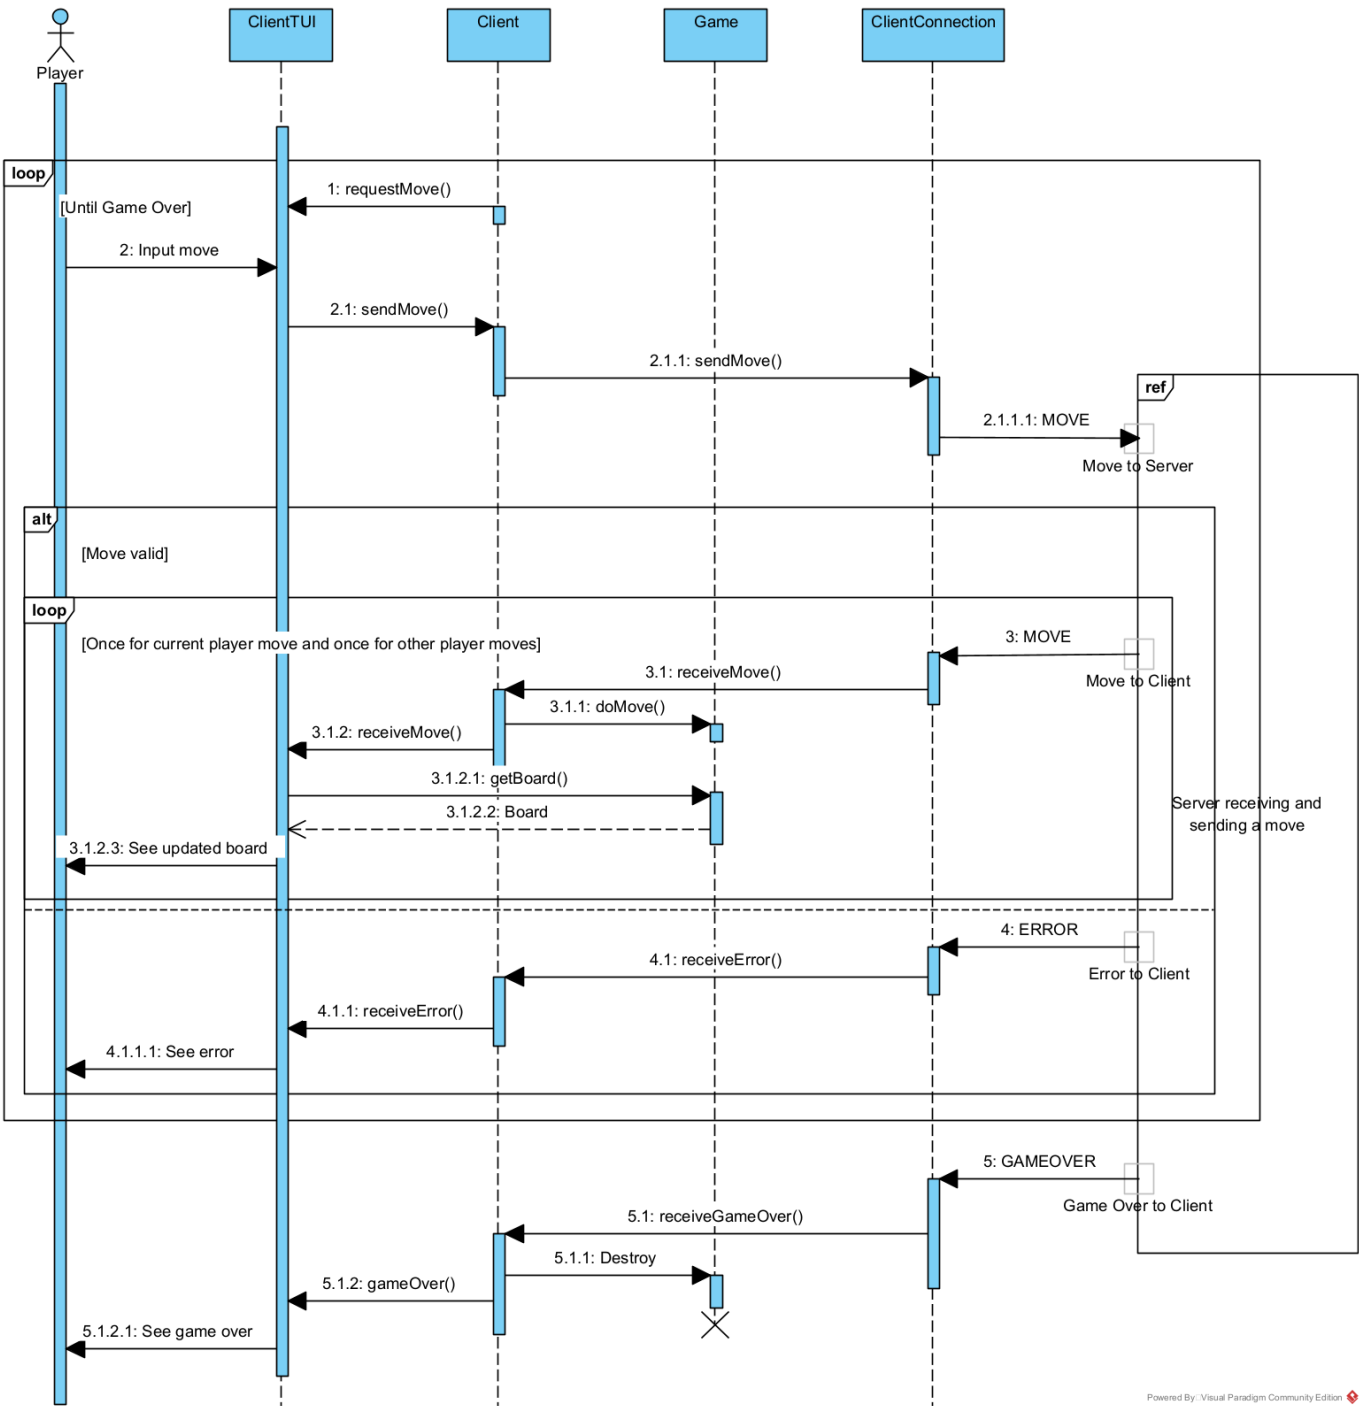 Player
ClientTUI
Client
Game
ClientConnection
loop
[Until Game Over]
1: requestMove()
2: Input move
2.1: sendMove()
2.1.1: sendMove()
ref
2.1.1.1: MOVE
Move to Server
alt
[Move valid]
loop
[Once for current player move and once for other player moves]
3: MOVE
Move to Client
3.1: receiveMove()
3.1.1: doMove()
3.1.2: receiveMove()
3.1.2.1: getBoard()
3.1.2.2: Board
Server receiving and
sending a move
3.1.2.3: See updated board
4: ERROR
Error to Client
4.1: receiveError()
4.1.1: receiveError()
4.1.1.1: See error
5: GAMEOVER
Game Over to Client
5.1: receiveGameOver()
5.1.1: Destroy
5.1.2: gameOver()
5.1.2.1: See game over
Powered By Visual Paradigm Community Edition